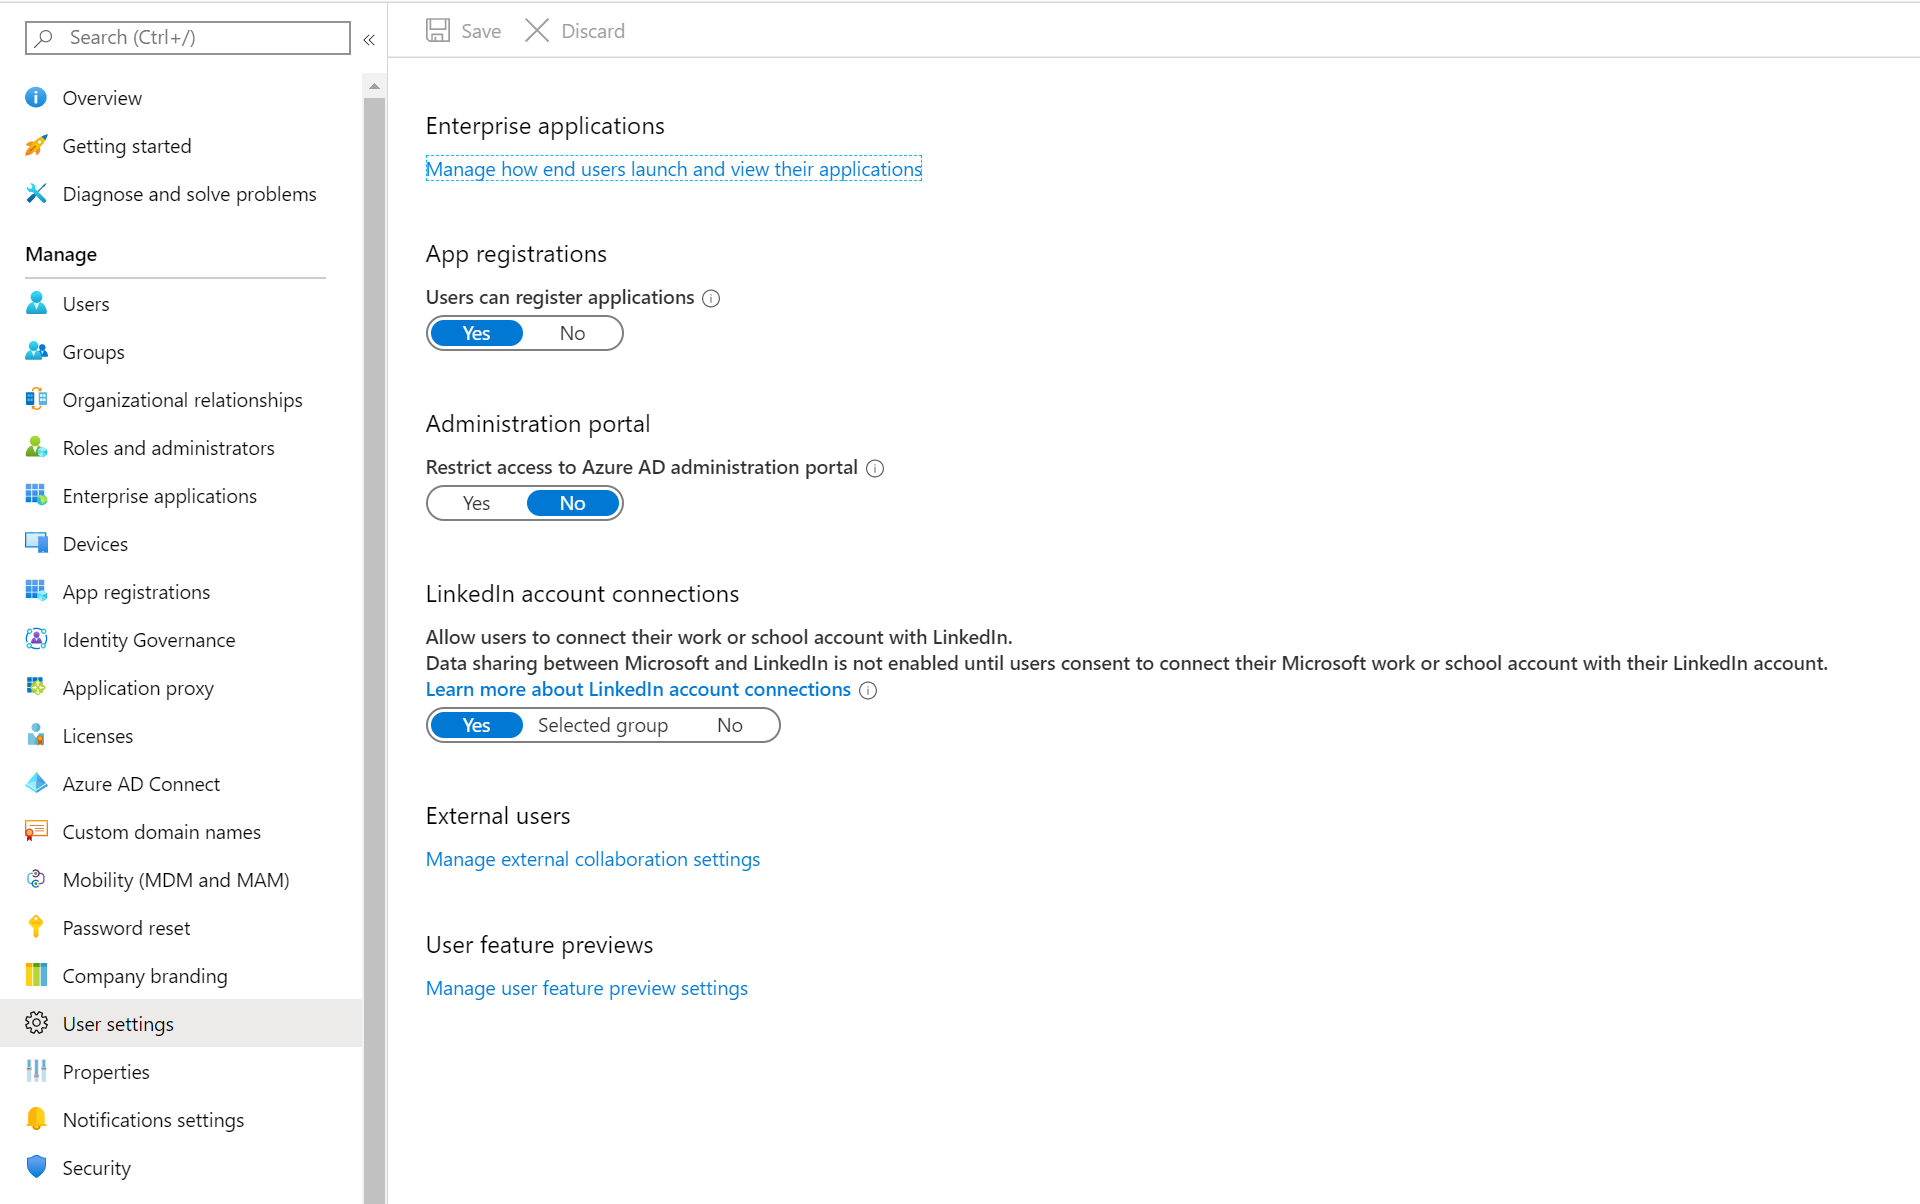 Search (Ctrl+/)
«
Overview
Getting started
Diagnose and solve problems
Manage
Users
Groups
Organizational relationships
Roles and administrators
Enterprise applications
Devices
App registrations
Identity Governance
Application proxy
Licenses
Azure AD Connect
Custom domain names
Mobility (MDM and MAM)
Password reset
Company branding
User settings
Properties
Notifications settings
Security
Save Discard
Enterprise applications
Manage how end users launch and view their applications
App registrations
Users can register applications
Yes No
Administration portal
Restrict access to Azure AD administration portal
Yes No
LinkedIn account connections
Allow users to connect their work or school account with LinkedIn.
Data sharing between Microsoft and LinkedIn is not enabled until users consent to connect their Microsoft work or school account with their LinkedIn account.
Learn more about LinkedIn account connections
Yes Selected group No
External users
Manage external collaboration settings
User feature previews
Manage user feature preview settings